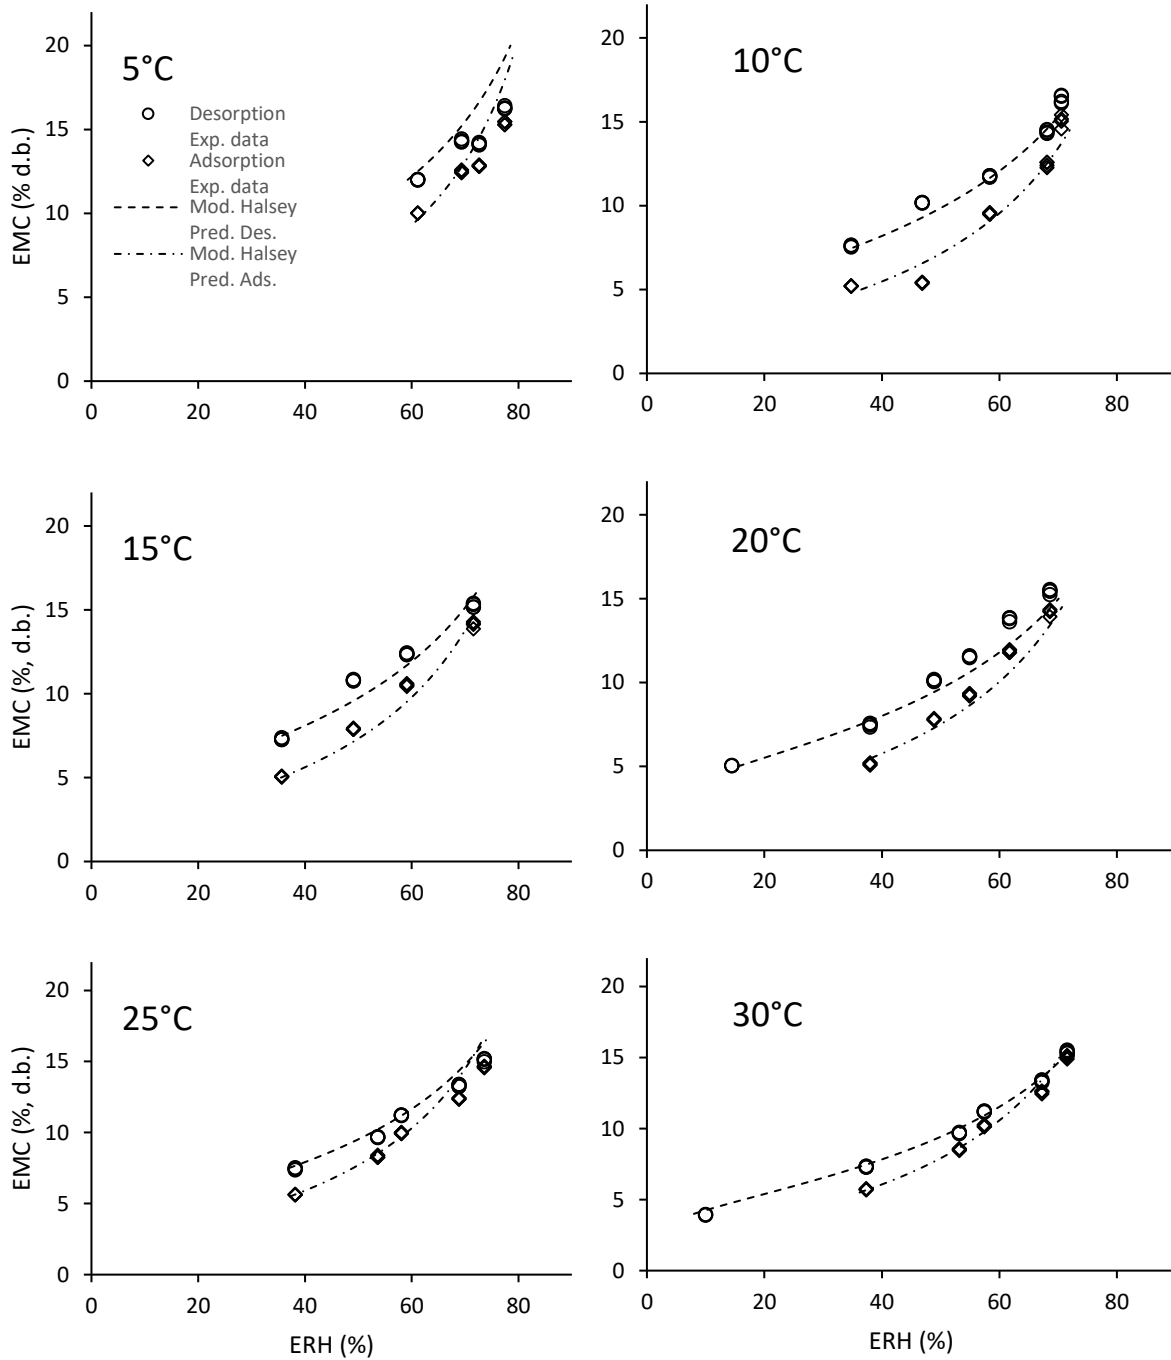 5°C
Desorption
Exp. data
Adsorption
Exp. data
Mod. Halsey
Pred. Des.
Mod. Halsey
Pred. Ads.
EMC (% d.b.)
20
15
10
5
0
0 20 40 60 80
10°C
20
15
10
5
0
0 20 40 60 80
15°C
EMC (%, d.b.)
20
15
10
5
0
0 20 40 60 80
20°C
20
15
10
5
0
0 20 40 60 80
25°C
EMC (%, d.b.)
20
15
10
5
0
0 20 40 60 80
ERH (%)
30°C
20
15
10
5
0
0 20 40 60 80
ERH (%)